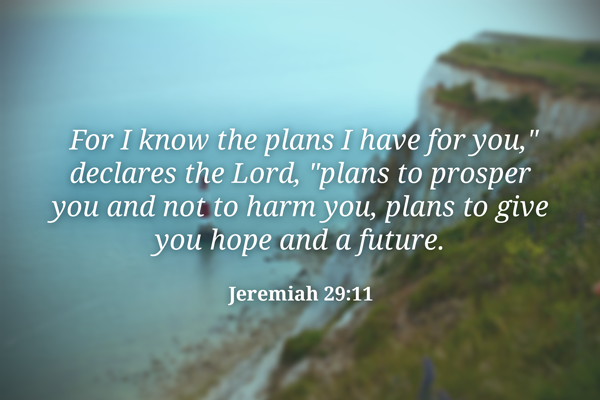 For I know the plans I have for you,"
declares the Lord, "plans to prosper
you and not to harm you, plans to give
you hope and a future.
Jeremiah 29:11